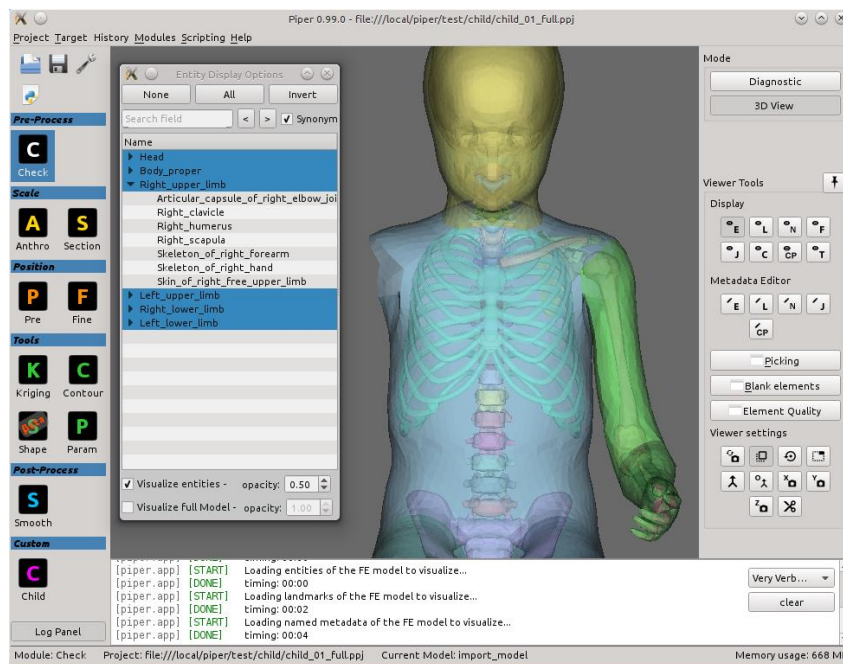 Piper 0.99.0 - file:///local/piper/test/child/child_01_full.ppj
Project Target History Modules Scripting Help
Pre-Process
C
Check
Scale
A S
Anthro Section
Position
P F
Pre Fine
Tools
K C
Kriging Contour
P
Shape Param
Post-Process
S
Smooth
Custom
C
Child
Log Panel
Entity Display Options
None All Invert
Search field < > Synonym
Name
Head
Body_proper
Right_upper_limb
Articular_capsule_of_right_elbow_joi
Right_clavicle
Right_humerus
Right_scapula
Skeleton_of_right_forearm
Skeleton_of_right_hand
Skin_of_right_free_upper_limb
Left_upper_limb
Right_lower_limb
Left_lower_limb
Visualize entities - opacity: 0.50
Visualize full Model - opacity: 1.00
Mode
Diagnostic
3D View
Viewer Tools
Display
E L N F
J C CP T
Metadata Editor
E L N J
CP
Picking
Blank elements
Element Quality
Viewer settings
X Y
Z
[piper.app] [START] Loading entities of the FE model to visualize...
[piper.app] [DONE] timing: 00:00
[piper.app] [START] Loading landmarks of the FE model to visualize...
[piper.app] [DONE] timing: 00:02
[piper.app] [START] Loading named metadata of the FE model to visualize...
[piper.app] [DONE] timing: 00:04
Very Verb...
clear
Module: Check Project: file:///local/piper/test/child/child_01_full.ppj Current Model: import_model Memory usage: 668 M